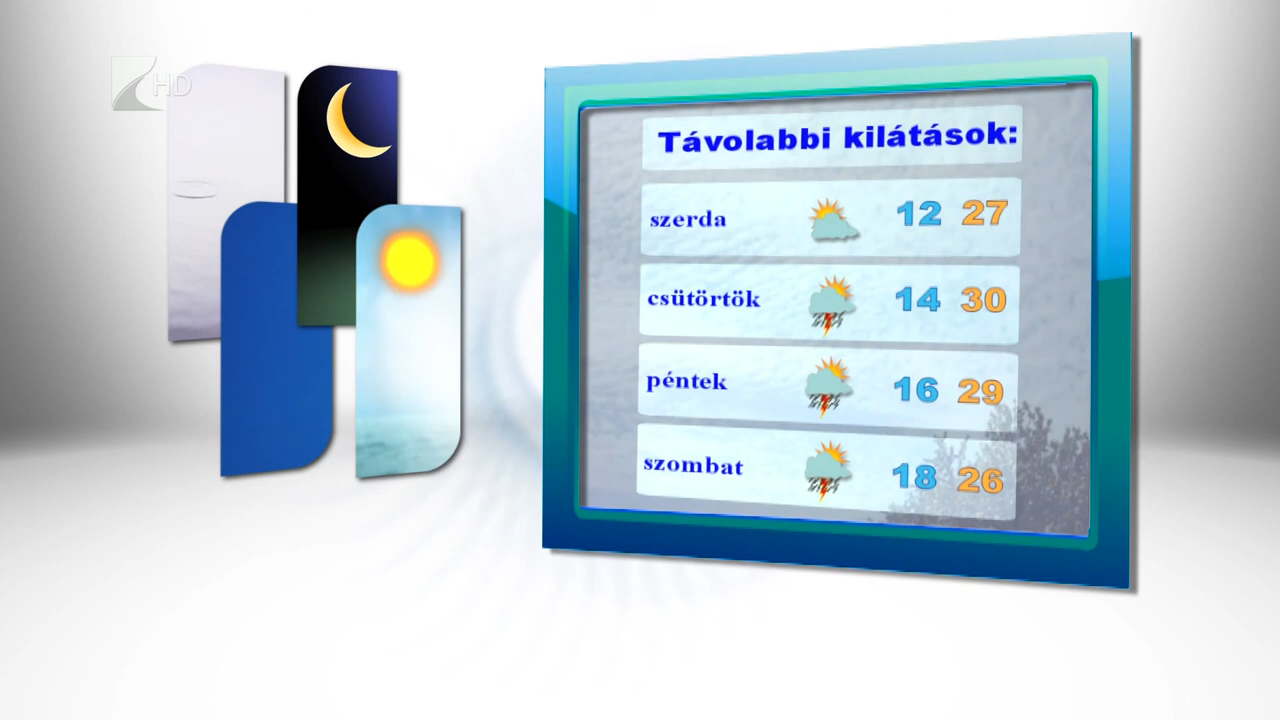 HD
Távolabbi kilátások:
szerda 12 27
csütörtök 14 30
péntek 16 29
szombat 18 26